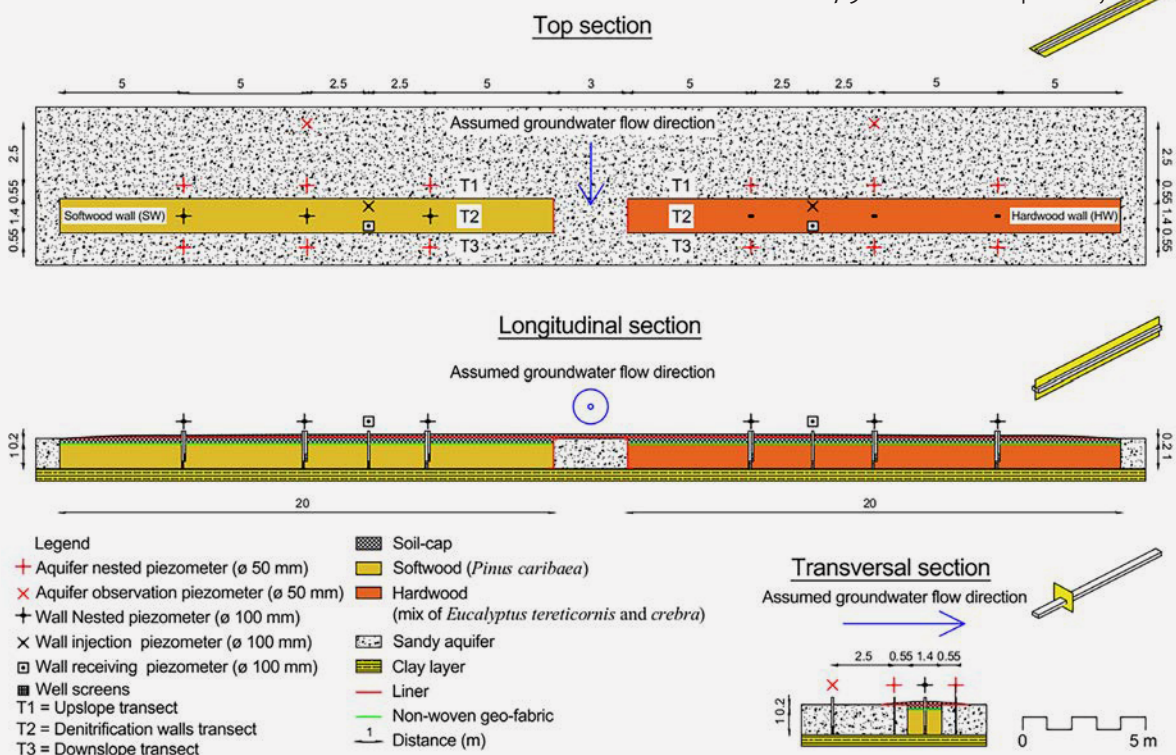 Top section
5 5 2.5 2.5 5 3 5 2.5 2.5 5 5
Assumed groundwater flow direction
2.5
0.55
1.4
0.55
2.5
0.55
1.4
0.55
T1 T1
Softwood wall (SW) T2 T2 Hardwood wall (HW)
T3 T3
Longitudinal section
Assumed groundwater flow direction
1 0.2
0.2 1
20 20
Legend
Aquifer nested piezometer (ø 50 mm)
Aquifer observation piezometer (ø 50 mm)
Wall Nested piezometer (ø 100 mm)
Wall injection piezometer (ø 100 mm)
Wall receiving piezometer (ø 100 mm)
Well screens
T1 = Upslope transect
T2 = Denitrification walls transect
T3 = Downslope transect
Soil-cap
Softwood (Pinus caribaea)
Hardwood
(mix of Eucalyptus tereticornis and crebra)
Sandy aquifer
Clay layer
Liner
Non-woven geo-fabric
1
Distance (m)
Transversal section
Assumed groundwater flow direction
2.5 0.55 1.4 0.55
1 0.2
0 5 m